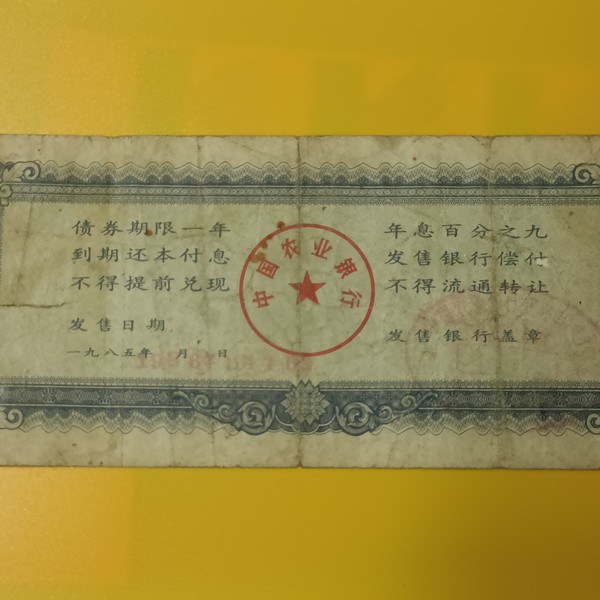 债券期限一年
到期还本付息
不得提前兑现
发售日期
一九八五年 月 日
中国农业银行
年息百分之九
发售银行偿付
不得流通转让
发售银行盖章